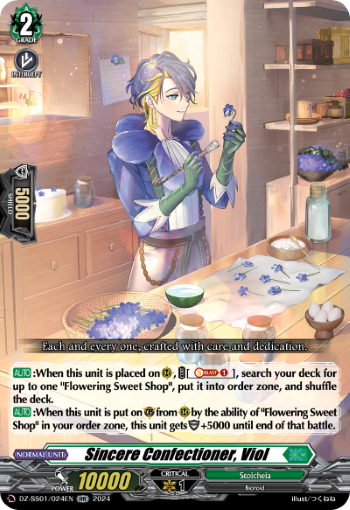 2
GRADE
INTERCEPT
5000
SHIELD
Each and every one, crafted with care and dedication.
AUTO :When this unit is placed on , [ SOUL BLAST 1 ], search your deck for
up to one "Flowering Sweet Shop", put it into order zone, and shuffle
the deck.
AUTO :When this unit is put on from by the ability of "Flowering Sweet
Shop" in your order zone, this unit gets +5000 until end of that battle.
NORMAL UNIT
Sincere Confectioner, Viol
POWER 10000
CRITICAL
1
Stoicheia
Bioroid
D DZ-SS01/024EN RR 2024
illust/つくねね